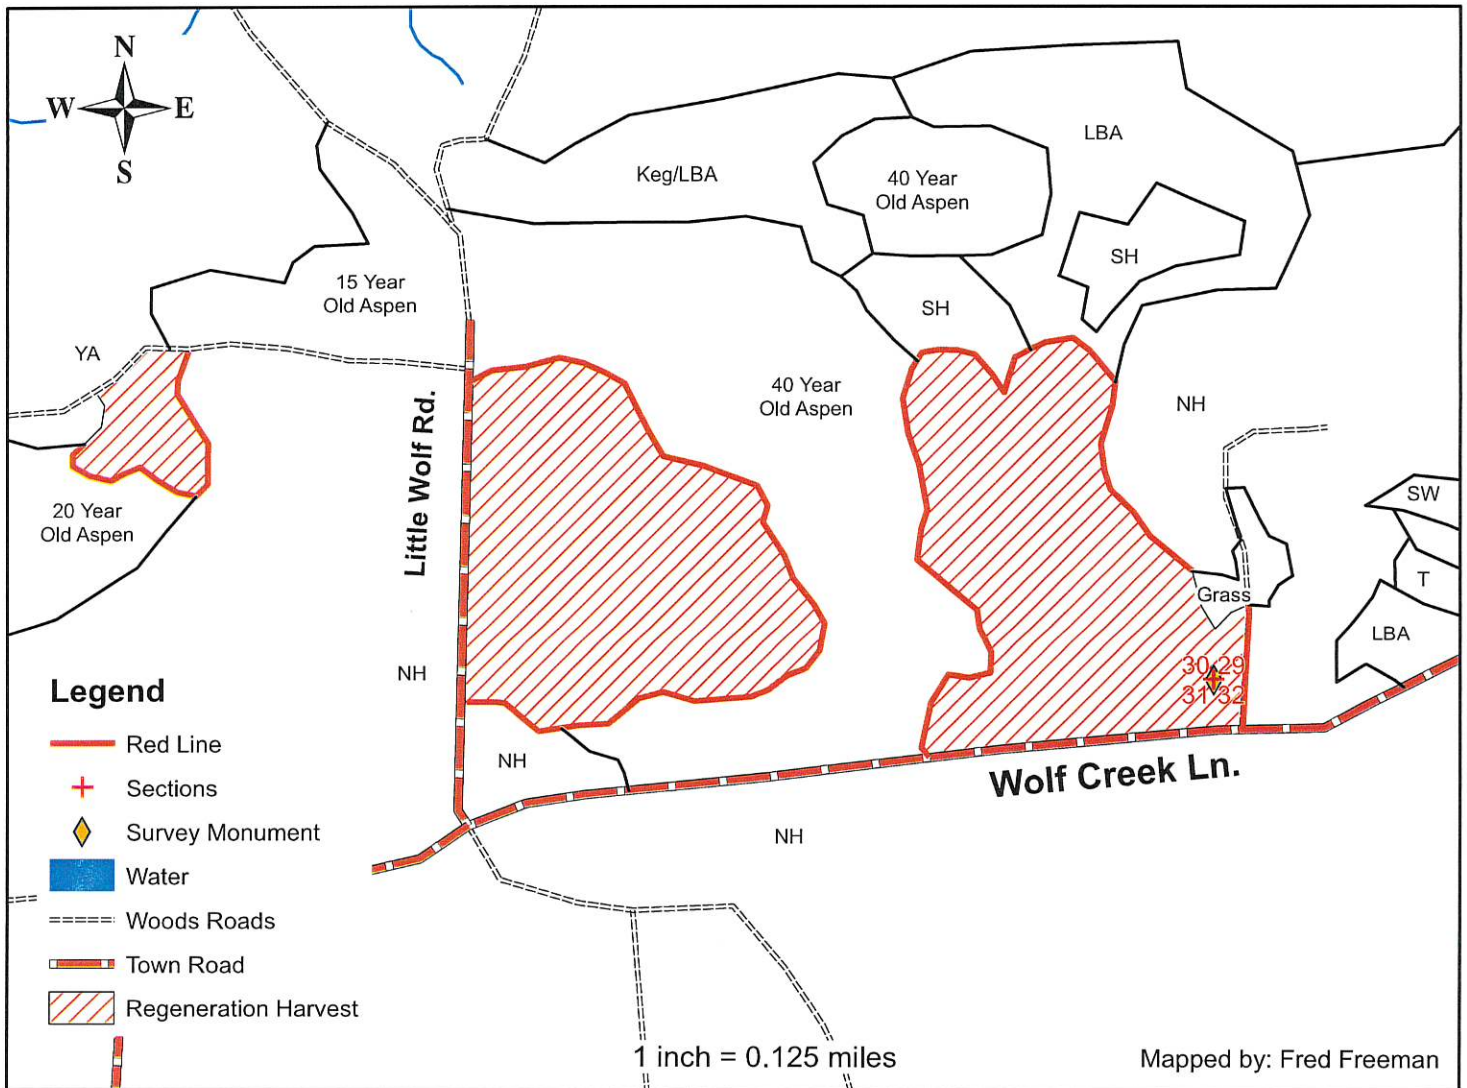 N
W E
S
LBA
Keg/LBA
40 Year
Old Aspen
SH
15 Year
Old Aspen
SH
YA
40 Year
Old Aspen
NH
Little Wolf Rd.
20 Year
Old Aspen
SW
T
Grass
LBA
30 29
31 32
NH
NH
Wolf Creek Ln.
NH
Legend
Red Line
Sections
Survey Monument
Water
Woods Roads
Town Road
Regeneration Harvest
1 inch = 0.125 miles
Mapped by: Fred Freeman